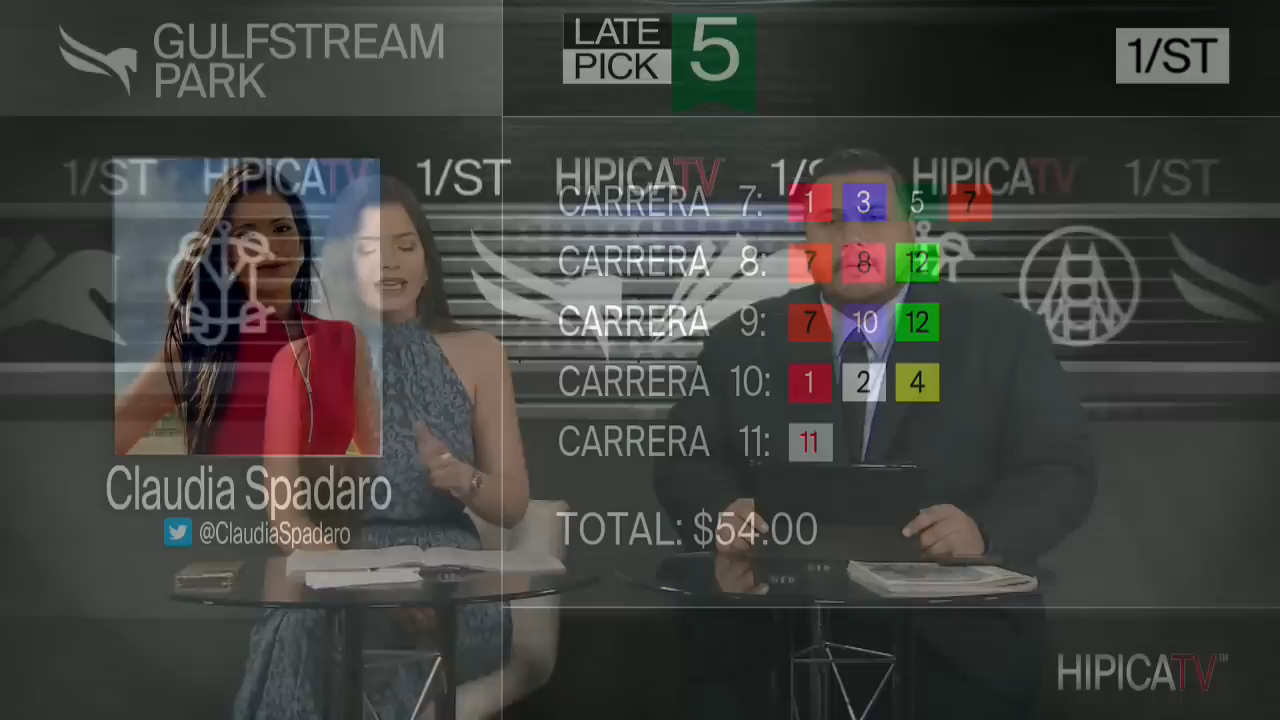 GULFSTREAM
PARK
LATE
PICK 5
1/ST
1/ST HIPICATV 1/ST HIPICATV 1/S HIPICATV 1/ST
CARRERA 7: 1 3 5 7
CARRERA 8: 7 8 12
CARRERA 9: 7 10 12
CARRERA 10: 1 2 4
CARRERA 11: 11
TOTAL: $54.00
Claudia Spadaro
@ClaudiaSpadaro
HIPICATV™